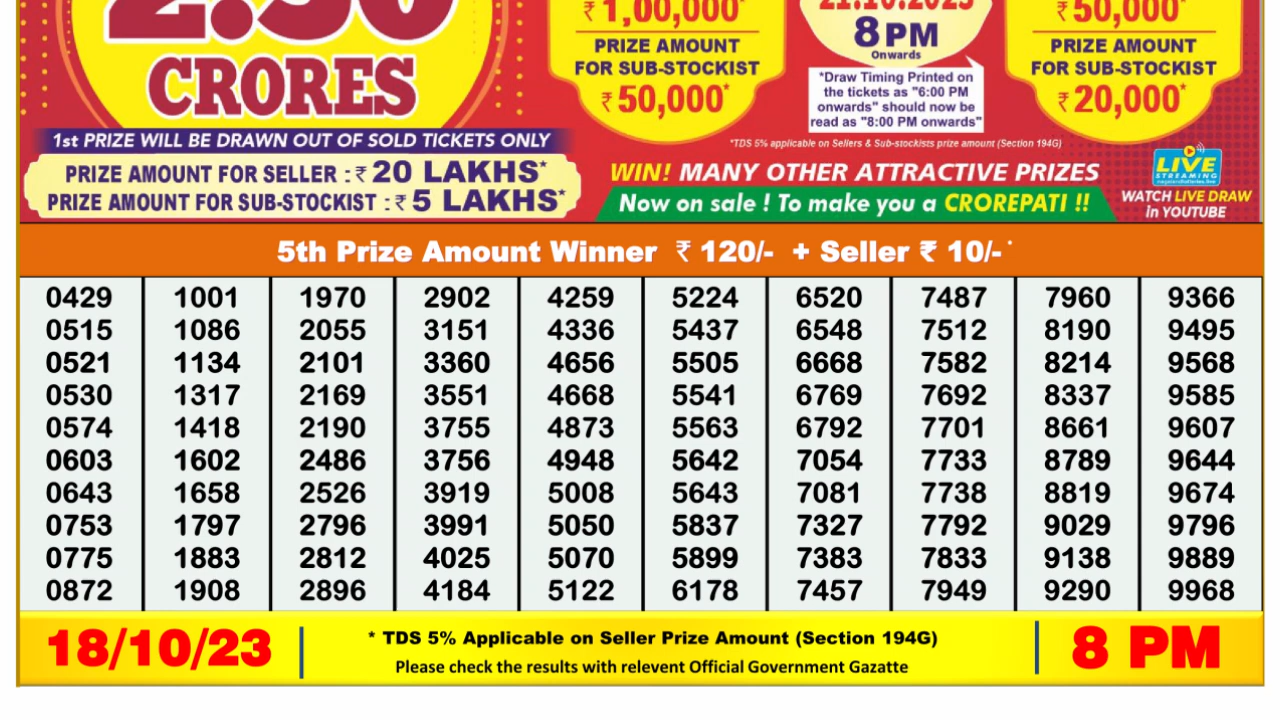 2.50
CRORES
1st PRIZE WILL BE DRAWN OUT OF SOLD TICKETS ONLY
PRIZE AMOUNT FOR SELLER : ₹ 20 LAKHS*
PRIZE AMOUNT FOR SUB-STOCKIST : ₹ 5 LAKHS*
₹ 1,00,000*
PRIZE AMOUNT
FOR SUB-STOCKIST
₹ 50,000*
21.10.2023
8 PM
Onwards
*Draw Timing Printed on
the tickets as "6:00 PM
onwards" should now be
read as "8:00 PM onwards"
₹ 50,000*
PRIZE AMOUNT
FOR SUB-STOCKIST
₹ 20,000*
*TDS 5% applicable on Sellers & Sub-stockists prize amount (Section 194G)
WIN! MANY OTHER ATTRACTIVE PRIZES
Now on sale ! To make you a CROREPATI !!
LIVE
STREAMING
WATCH LIVE DRAW
in YOUTUBE
5th Prize Amount Winner ₹ 120/- + Seller ₹ 10/- *
0429 1001 1970 2902 4259 5224 6520 7487 7960 9366
0515 1086 2055 3151 4336 5437 6548 7512 8190 9495
0521 1134 2101 3360 4656 5505 6668 7582 8214 9568
0530 1317 2169 3551 4668 5541 6769 7692 8337 9585
0574 1418 2190 3755 4873 5563 6792 7701 8661 9607
0603 1602 2486 3756 4948 5642 7054 7733 8789 9644
0643 1658 2526 3919 5008 5643 7081 7738 8819 9674
0753 1797 2796 3991 5050 5837 7327 7792 9029 9796
0775 1883 2812 4025 5070 5899 7383 7833 9138 9889
0872 1908 2896 4184 5122 6178 7457 7949 9290 9968
18/10/23
* TDS 5% Applicable on Seller Prize Amount (Section 194G)
Please check the results with relevent Official Government Gazatte
8 PM